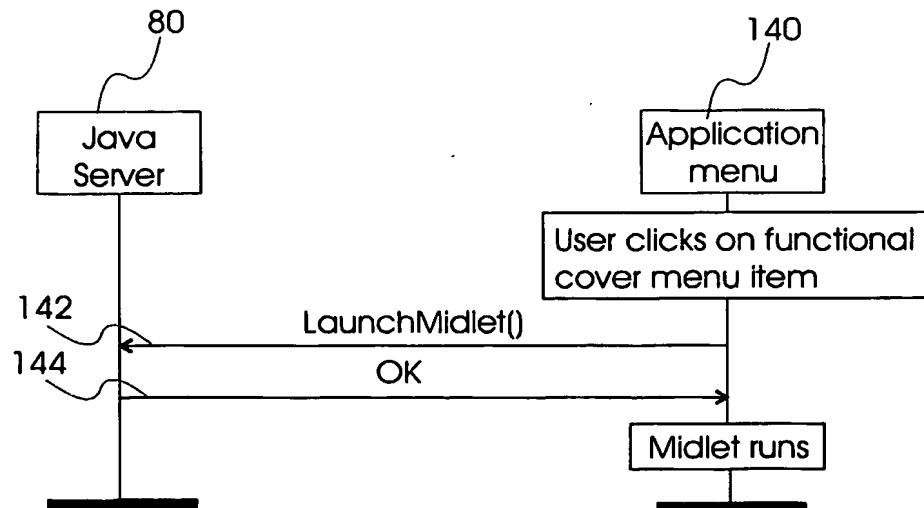 80
140
Java
Server
Application
menu
User clicks on functional
cover menu item
142
LaunchMidlet()
144
OK
Midlet runs